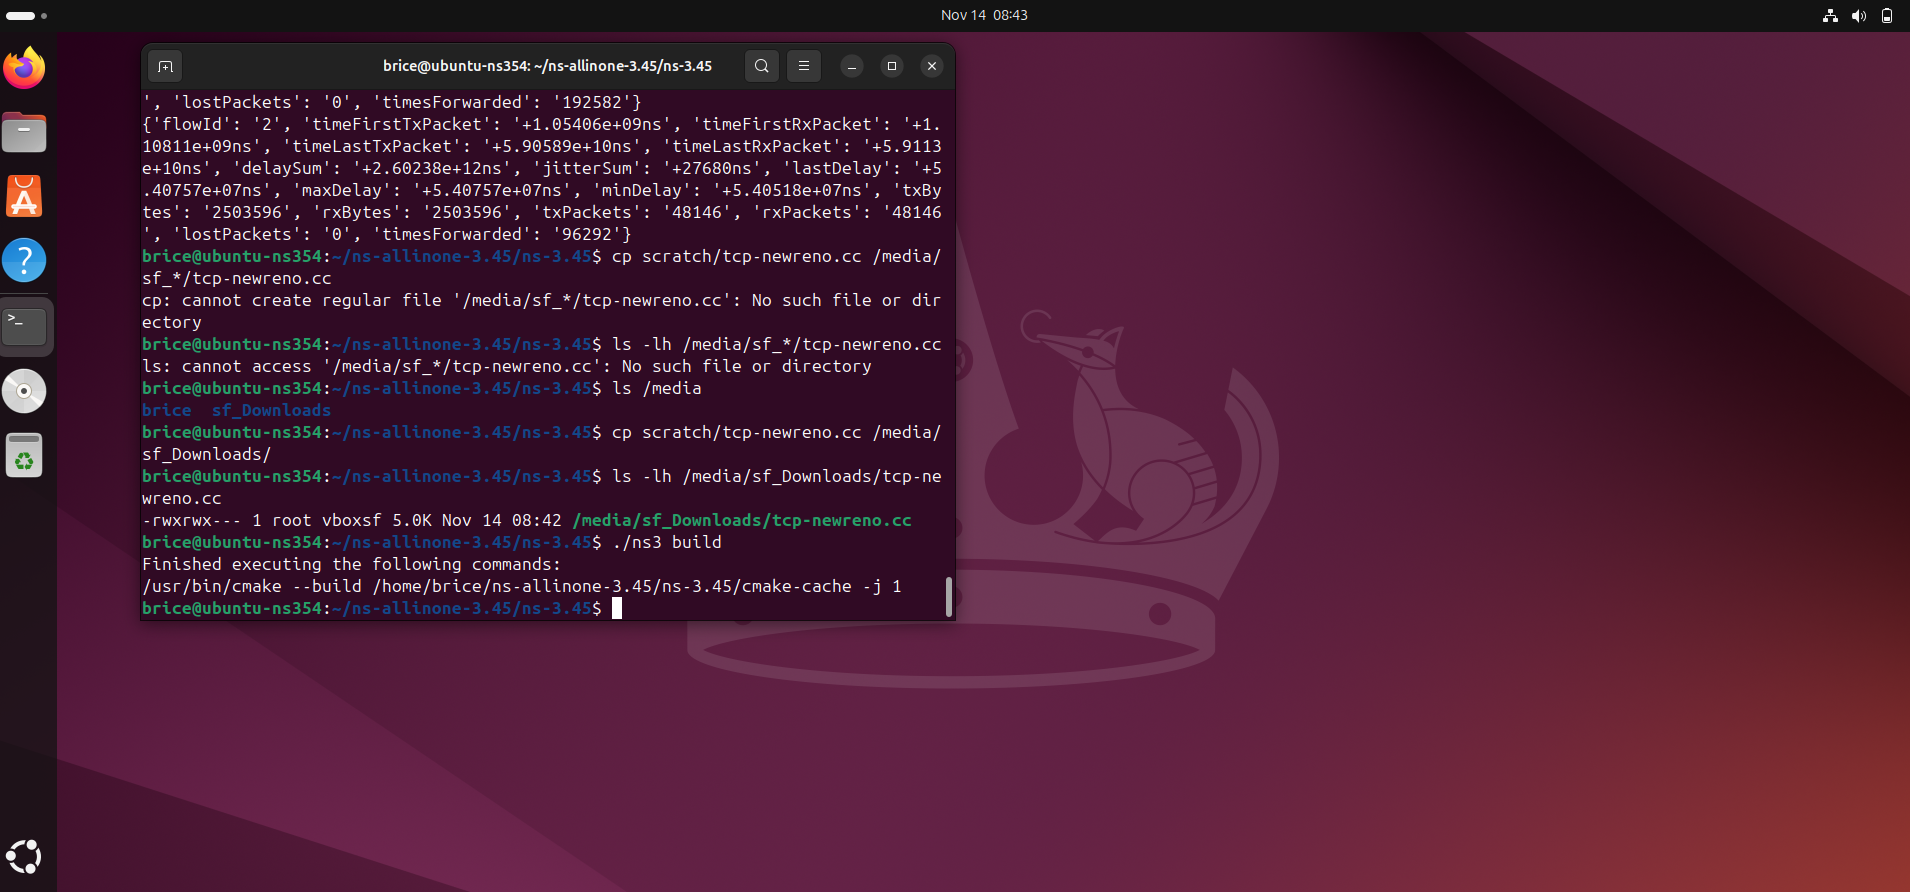 Nov 14 08:43
brice@ubuntu-ns354: ~/ns-allinone-3.45/ns-3.45
', 'lostPackets': '0', 'timesForwarded': '192582'}
{'flowId': '2', 'timeFirstTxPacket': '+1.05406e+09ns', 'timeFirstRxPacket': '+1.
10811e+09ns', 'timeLastTxPacket': '+5.90589e+10ns', 'timeLastRxPacket': '+5.9113
e+10ns', 'delaySum': '+2.60238e+12ns', 'jitterSum': '+27680ns', 'lastDelay': '+5
.40757e+07ns', 'maxDelay': '+5.40757e+07ns', 'minDelay': '+5.40518e+07ns', 'txBy
tes': '2503596', 'rxBytes': '2503596', 'txPackets': '48146', 'rxPackets': '48146
', 'lostPackets': '0', 'timesForwarded': '96292'}
brice@ubuntu-ns354:~/ns-allinone-3.45/ns-3.45$ cp scratch/tcp-newreno.cc /media/
sf_*/tcp-newreno.cc
cp: cannot create regular file '/media/sf_*/tcp-newreno.cc': No such file or dir
ectory
brice@ubuntu-ns354:~/ns-allinone-3.45/ns-3.45$ ls -lh /media/sf_*/tcp-newreno.cc
ls: cannot access '/media/sf_*/tcp-newreno.cc': No such file or directory
brice@ubuntu-ns354:~/ns-allinone-3.45/ns-3.45$ ls /media
brice  sf_Downloads
brice@ubuntu-ns354:~/ns-allinone-3.45/ns-3.45$ cp scratch/tcp-newreno.cc /media/
sf_Downloads/
brice@ubuntu-ns354:~/ns-allinone-3.45/ns-3.45$ ls -lh /media/sf_Downloads/tcp-ne
wreno.cc
-rwxrwx--- 1 root vboxsf 5.0K Nov 14 08:42 /media/sf_Downloads/tcp-newreno.cc
brice@ubuntu-ns354:~/ns-allinone-3.45/ns-3.45$ ./ns3 build
Finished executing the following commands:
/usr/bin/cmake --build /home/brice/ns-allinone-3.45/ns-3.45/cmake-cache -j 1
brice@ubuntu-ns354:~/ns-allinone-3.45/ns-3.45$